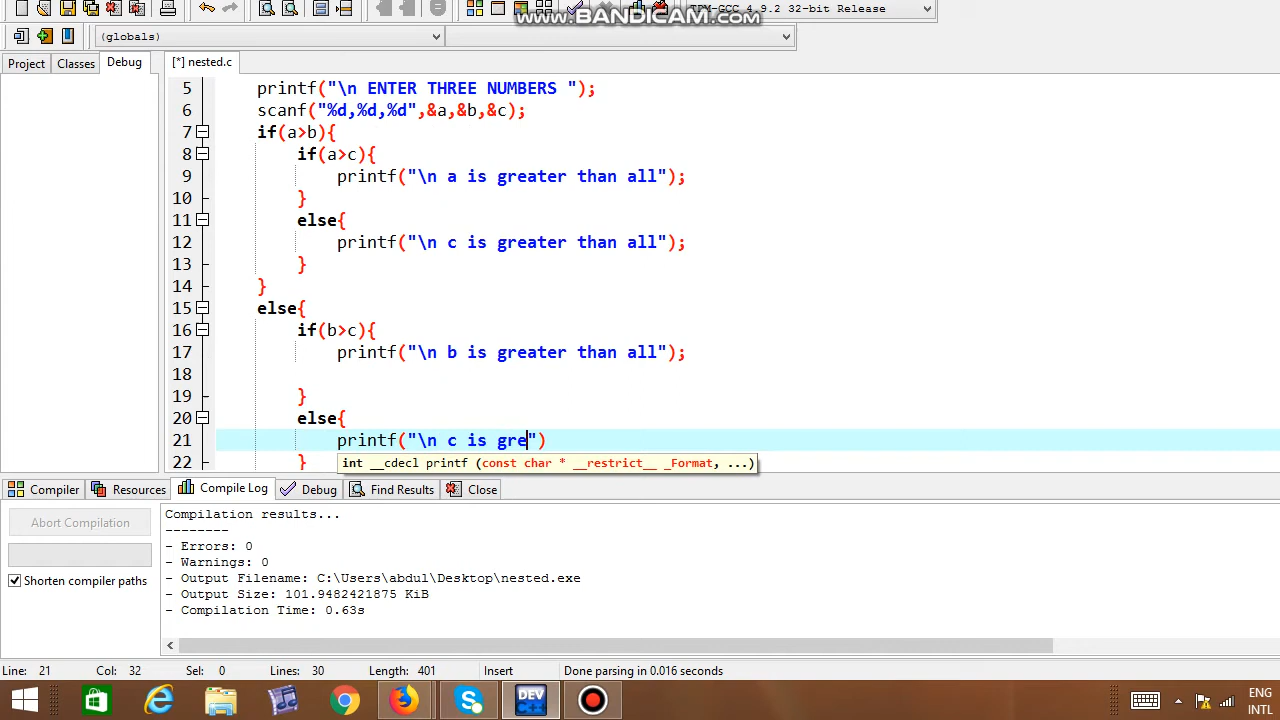 www.BANDICAM.com
TDM-GCC 4.9.2 32-bit Release
(globals)
Project Classes Debug [*] nested.c
5 printf("\n ENTER THREE NUMBERS ");
6 scanf("%d,%d,%d",&a,&b,&c);
7 if(a>b){
8 if(a>c){
9 printf("\n a is greater than all");
10 }
11 else{
12 printf("\n c is greater than all");
13 }
14 }
15 else{
16 if(b>c){
17 printf("\n b is greater than all");
18
19 }
20 else{
21 printf("\n c is gre")
int __cdecl printf (const char * __restrict__ _Format, ...)
22 }
Compiler Resources Compile Log Debug Find Results Close
Abort Compilation
Shorten compiler paths
Compilation results...
--------
- Errors: 0
- Warnings: 0
- Output Filename: C:\Users\abdul\Desktop\nested.exe
- Output Size: 101.9482421875 KiB
- Compilation Time: 0.63s
Line: 21 Col: 32 Sel: 0 Lines: 30 Length: 401 Insert Done parsing in 0.016 seconds
DEV C++
ENG
INTL